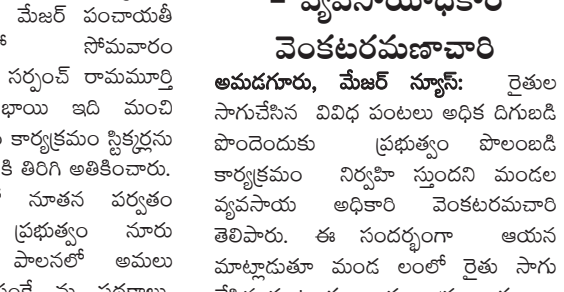 మేజర్ పంచాయతీ
సోమవారం
సర్పంచ్ రామమూర్తి
భాయి ఇది మంచి
కార్యక్రమం స్టిక్కర్లను
కి తిరిగి అతికించారు.
నూతన పర్వతం
ప్రభుత్వం నూరు
పాలనలో అమలు
- వ్యవసాయాధికారి
వెంకటరమణాచారి
అమడగూరు, మేజర్ న్యూస్: రైతుల
సాగుచేసిన వివిధ పంటలు అధిక దిగుబడి
పొందెందుకు ప్రభుత్వం పొలంబడి
కార్యక్రమం నిర్వహి స్తుందని మండల
వ్యవసాయ అధికారి వెంకటరమచారి
తెలిపారు. ఈ సందర్భంగా ఆయన
మాట్లాడుతూ మండ లంలో రైతు సాగు